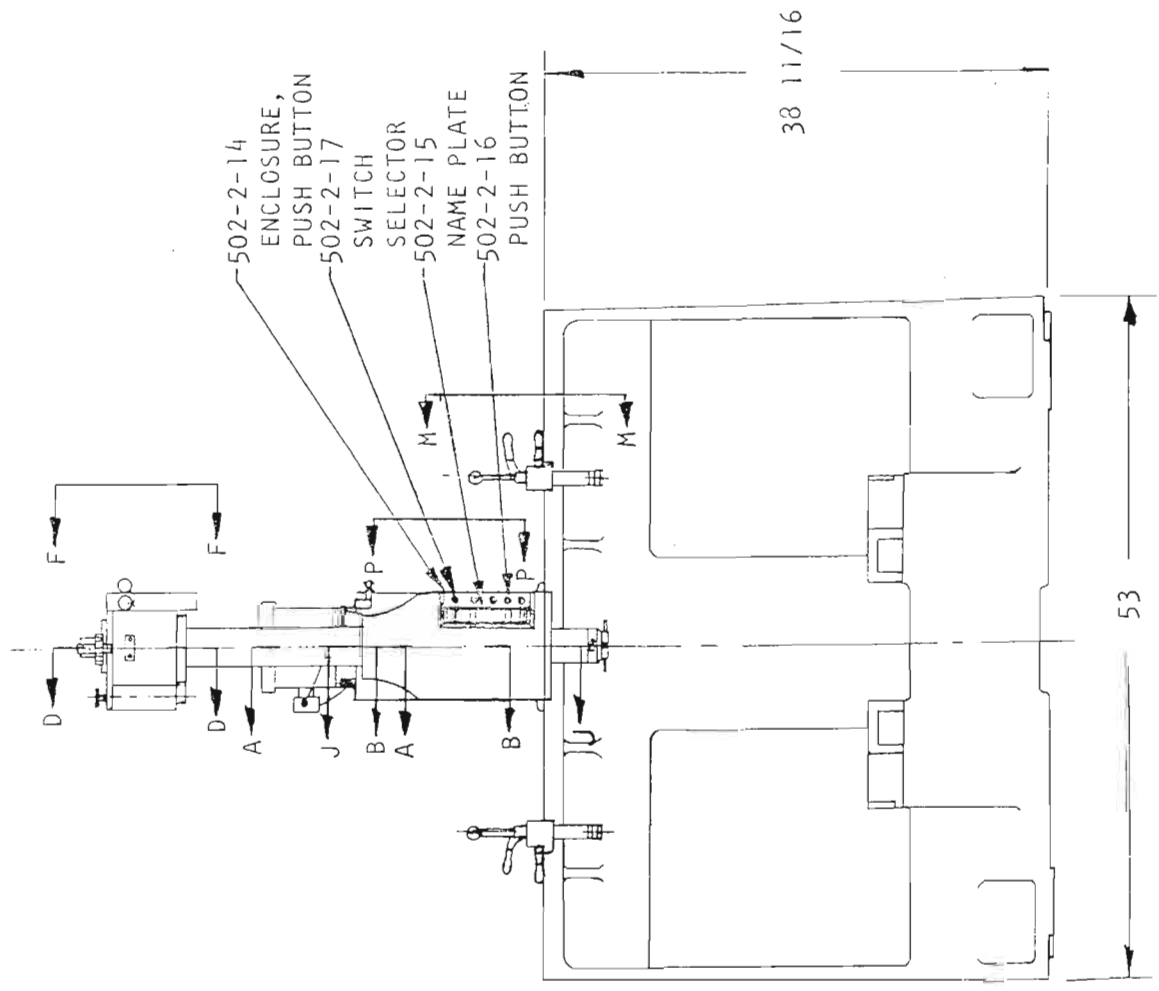 502-2-14
ENCLOSURE,
PUSH BUTTON
502-2-17
SWITCH
SELECTOR
502-2-15
NAME PLATE
502-2-16
PUSH BUTTON
38 11/16
53
F
F
D
D
P
P
M
M
A
J
B
A
B
J